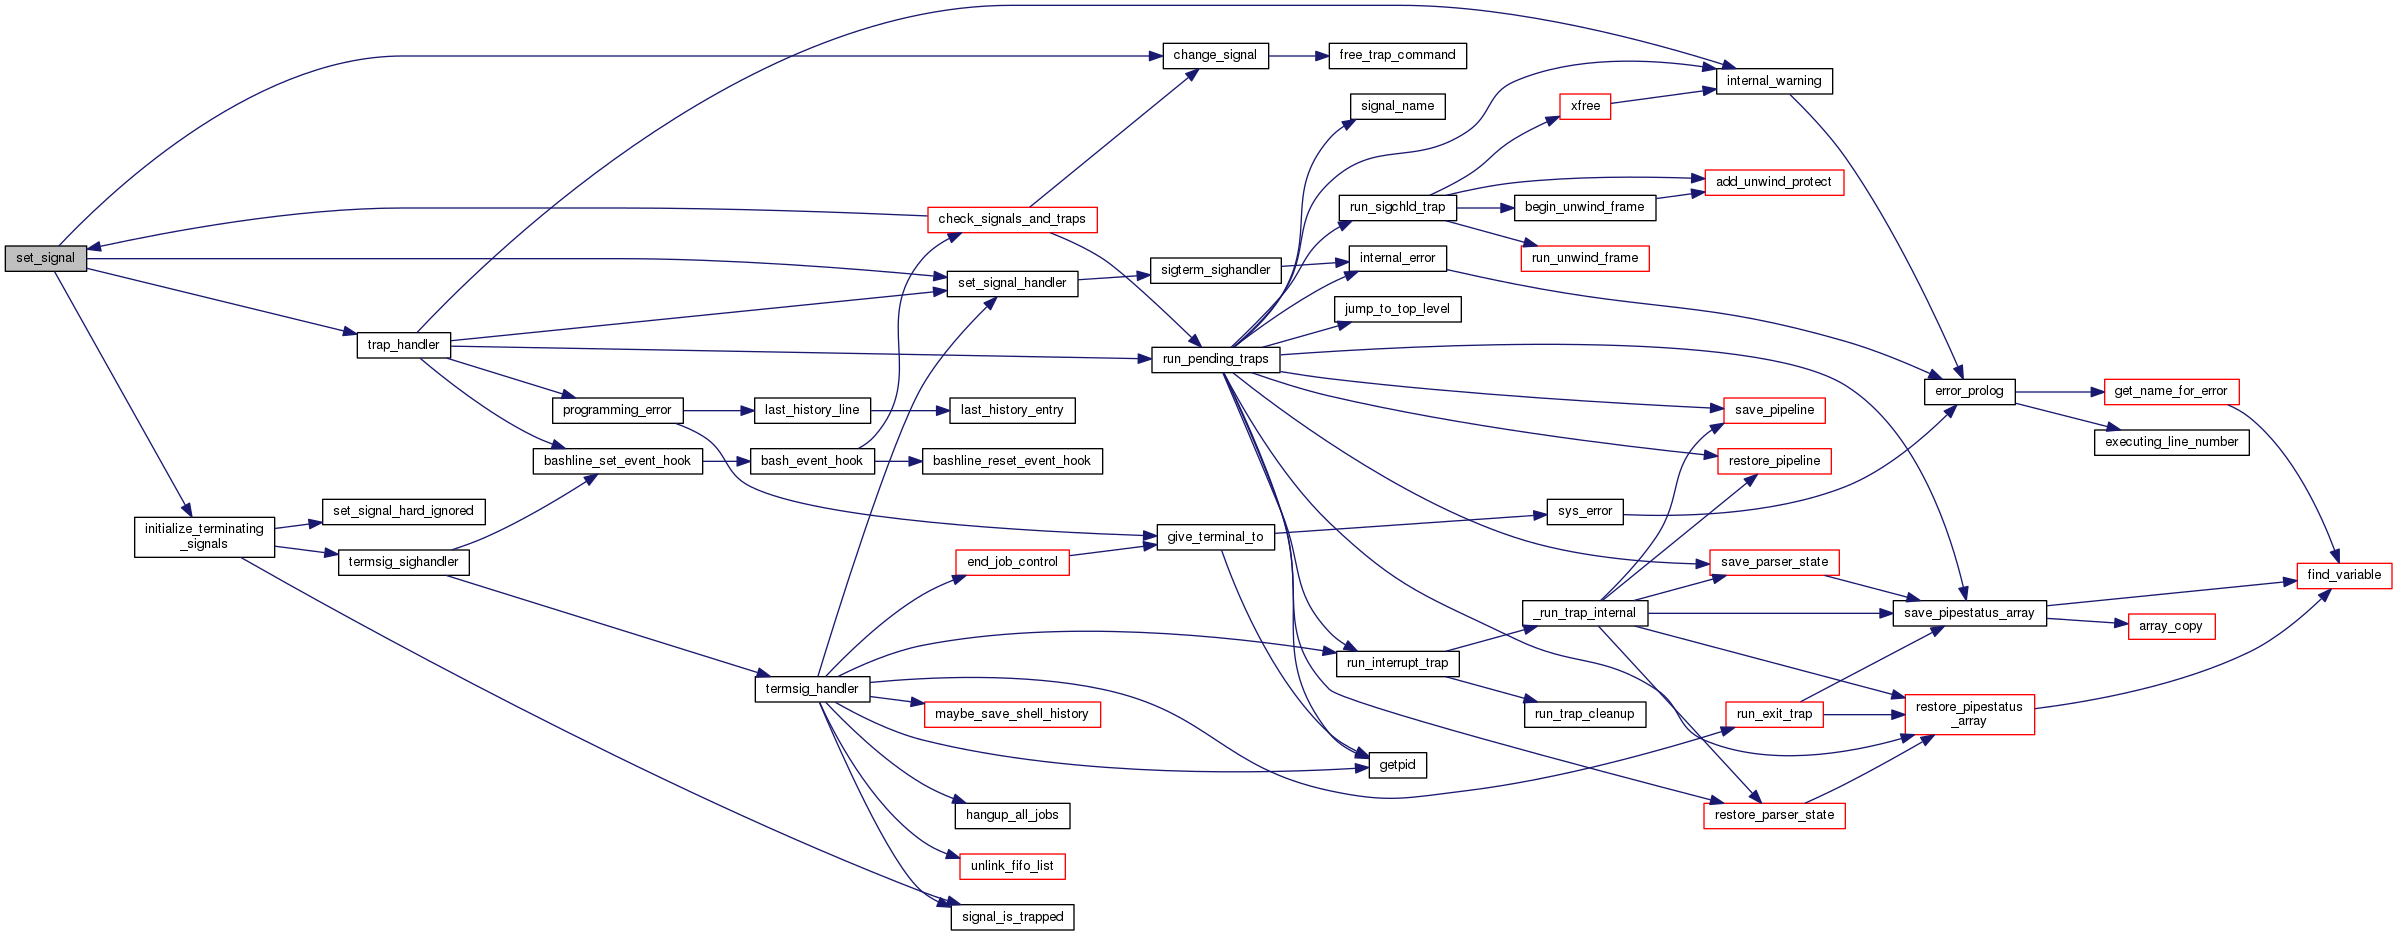 set_signal
change_signal
free_trap_command
internal_warning
signal_name
xfree
add_unwind_protect
check_signals_and_traps
run_sigchld_trap
begin_unwind_frame
run_unwind_frame
set_signal_handler
sigterm_sighandler
internal_error
jump_to_top_level
trap_handler
run_pending_traps
error_prolog
get_name_for_error
programming_error
last_history_line
last_history_entry
save_pipeline
executing_line_number
bashline_set_event_hook
bash_event_hook
bashline_reset_event_hook
restore_pipeline
set_signal_hard_ignored
initialize_terminating
_signals
sys_error
give_terminal_to
termsig_sighandler
end_job_control
save_parser_state
find_variable
_run_trap_internal
save_pipestatus_array
array_copy
run_interrupt_trap
termsig_handler
maybe_save_shell_history
run_trap_cleanup
run_exit_trap
restore_pipestatus
_array
getpid
hangup_all_jobs
restore_parser_state
unlink_fifo_list
signal_is_trapped